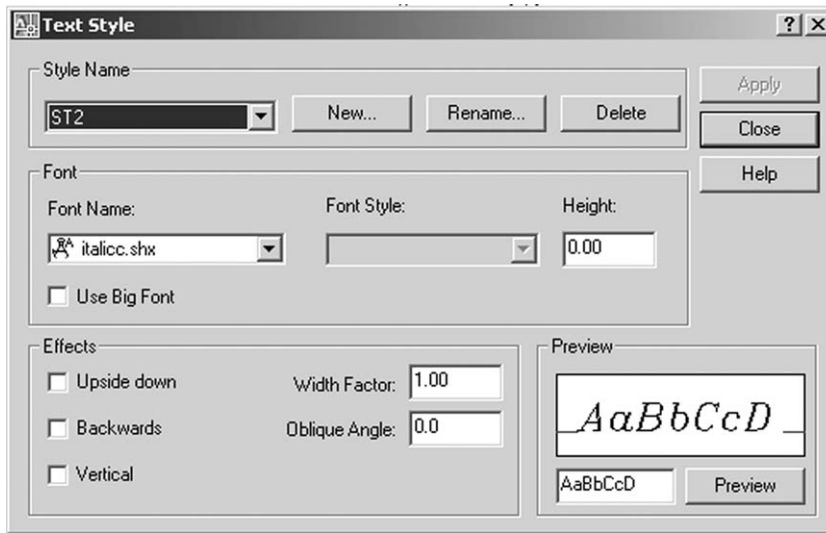 Text Style
Style Name
ST2
New...
Rename...
Delete
Apply
Close
Help
Font
Font Name:
Font Style:
Height:
italicc.shx
0.00
Use Big Font
Effects
Upside down
Width Factor: 1.00
Backwards
Oblique Angle: 0.0
Vertical
Preview
AaBbCcD
AaBbCcD
Preview